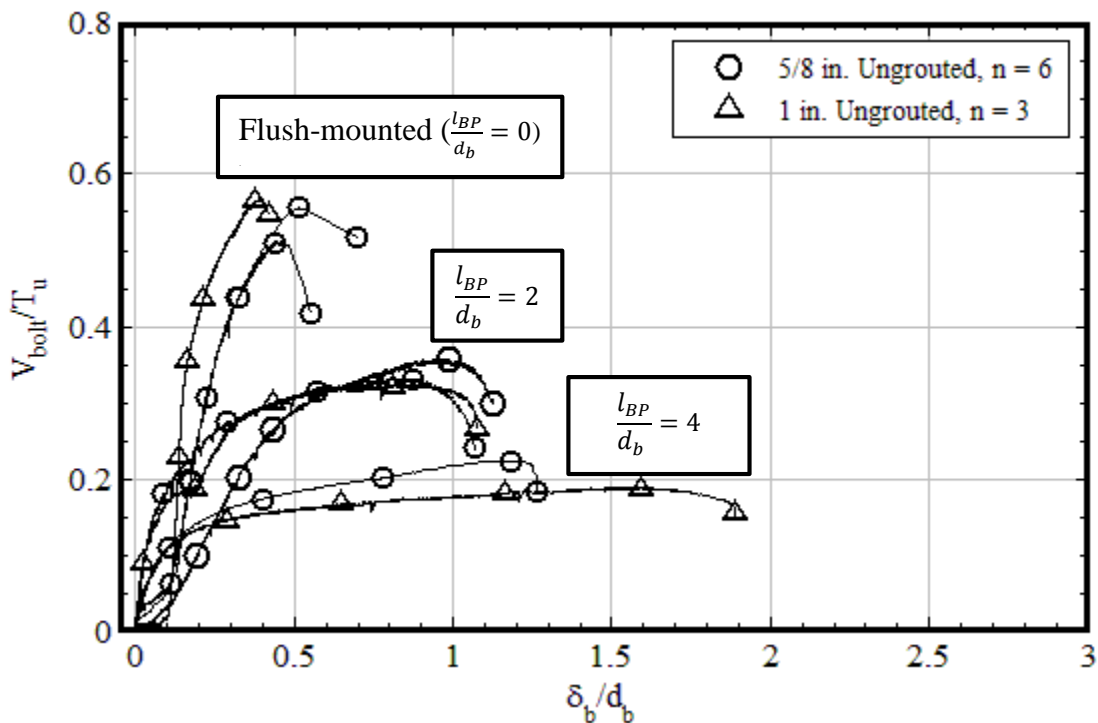 0.8
0.6
0.4
0.2
0
V_bolt/T_u
5/8 in. Ungrouted, n = 6
1 in. Ungrouted, n = 3
Flush-mounted (l_BP/d_b = 0)
l_BP/d_b = 2
l_BP/d_b = 4
0 0.5 1 1.5 2 2.5 3
δ_b/d_b